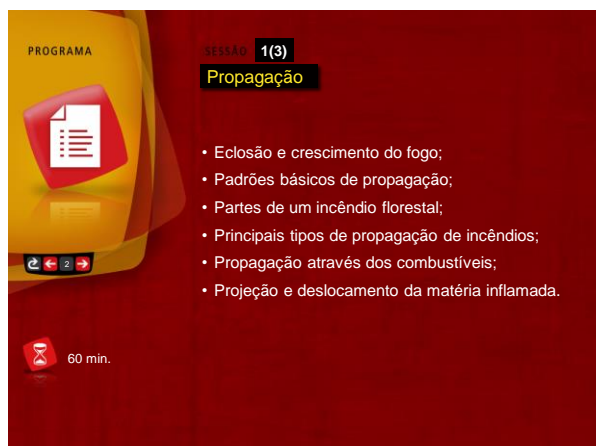 PROGRAMA
SESSÃO 1(3)
Propagação
• Eclosão e crescimento do fogo;
• Padrões básicos de propagação;
• Partes de um incêndio florestal;
• Principais tipos de propagação de incêndios;
• Propagação através dos combustíveis;
• Projeção e deslocamento da matéria inflamada.
2
60 min.